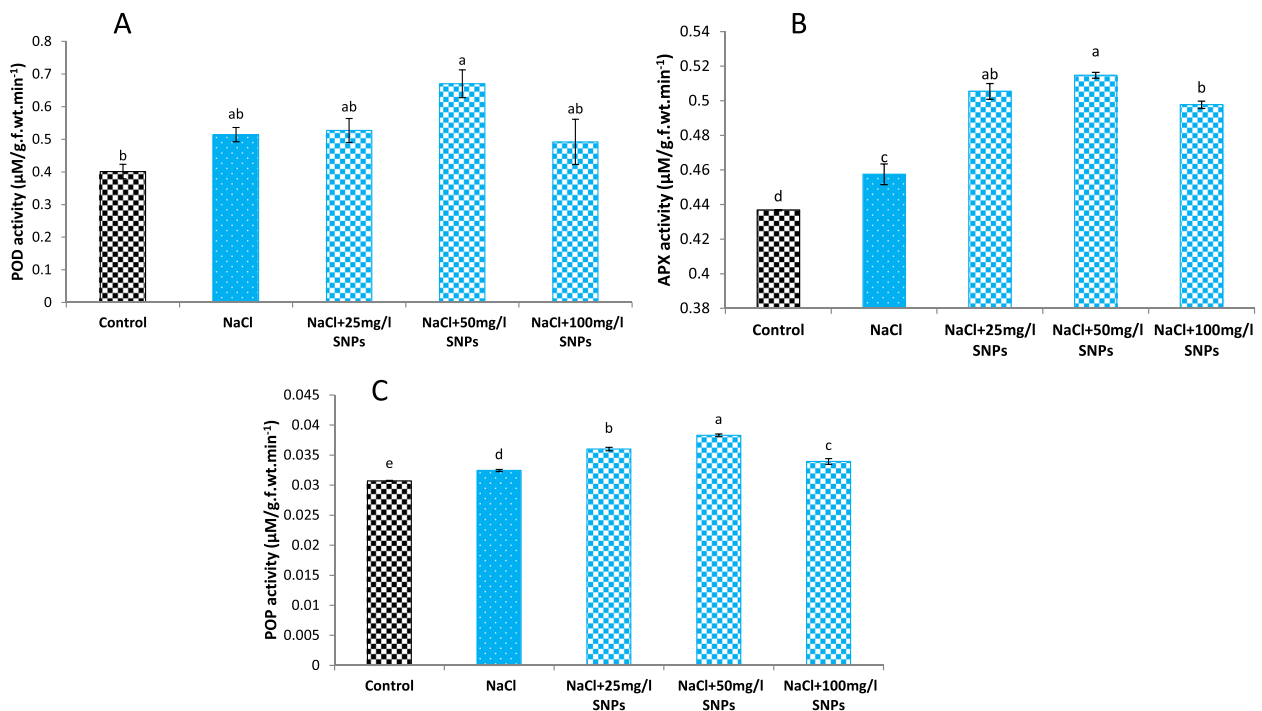 A
POD activity (µM/g.f.wt.min⁻¹)
0.8
0.7
0.6
0.5
0.4
0.3
0.2
0.1
0
b
ab
ab
a
ab
Control
NaCl
NaCl+25mg/l
SNPs
NaCl+50mg/l
SNPs
NaCl+100mg/l
SNPs
B
APX activity (µM/g.f.wt.min⁻¹)
0.54
0.52
0.5
0.48
0.46
0.44
0.42
0.4
0.38
d
c
ab
a
b
Control
NaCl
NaCl+25mg/l
SNPs
NaCl+50mg/l
SNPs
NaCl+100mg/l
SNPs
C
POP activity (µM/g.f.wt.min⁻¹)
0.045
0.04
0.035
0.03
0.025
0.02
0.015
0.01
0.005
0
e
d
b
a
c
Control
NaCl
NaCl+25mg/l
SNPs
NaCl+50mg/l
SNPs
NaCl+100mg/l
SNPs